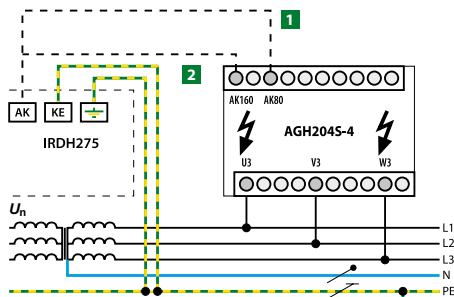 1
2
AK160 AK80
AK KE
IRDH275
AGH204S-4
U3 V3 W3
Un
L1
L2
L3
N
PE